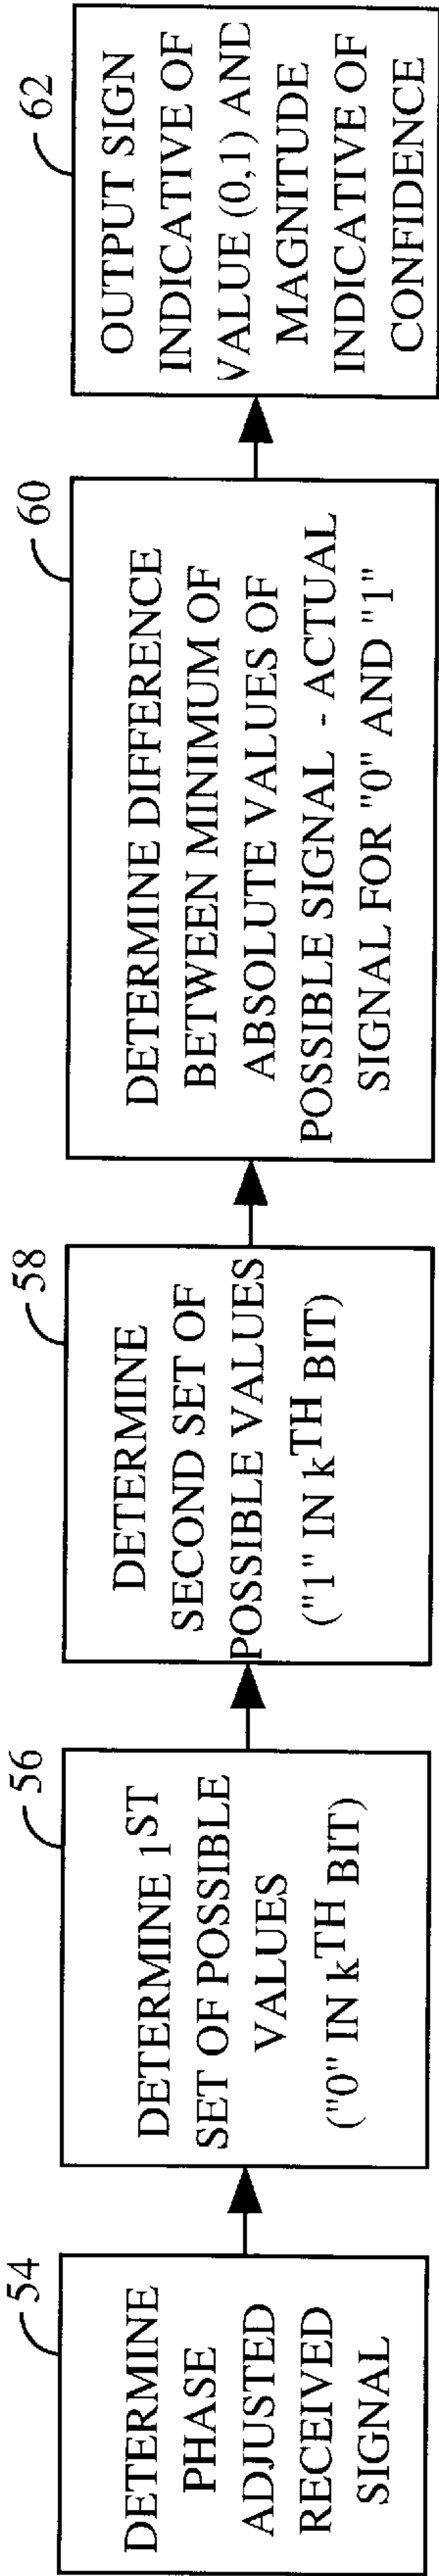 54
DETERMINE
PHASE
ADJUSTED
RECEIVED
SIGNAL
56
DETERMINE 1ST
SET OF POSSIBLE
VALUES
("0" IN kTH BIT)
58
DETERMINE
SECOND SET OF
POSSIBLE VALUES
("1" IN kTH BIT)
60
DETERMINE DIFFERENCE
BETWEEN MINIMUM OF
ABSOLUTE VALUES OF
POSSIBLE SIGNAL - ACTUAL
SIGNAL FOR "0" AND "1"
62
OUTPUT SIGN
INDICATIVE OF
VALUE (0,1) AND
MAGNITUDE
INDICATIVE OF
CONFIDENCE